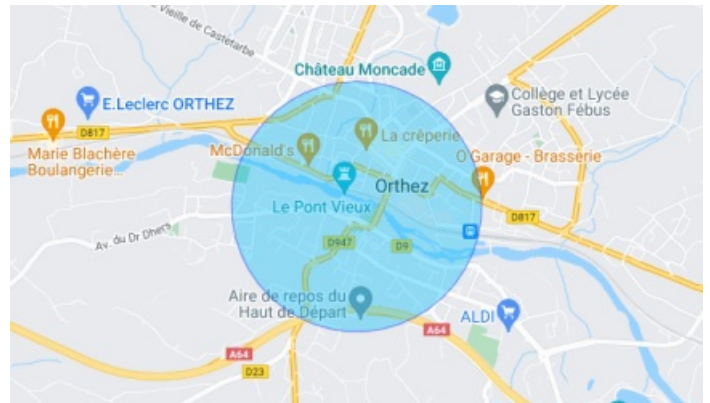 Vieille de Castétarbe
Château Moncade
E.Leclerc ORTHEZ
Collège et Lycée
Gaston Fébus
D817
La crêperie
McDonald's
O Garage - Brasserie
Marie Blachère
Boulangerie...
Orthez
Le Pont Vieux
D817
Av. du Dr Dhers
D947
D9
Aire de repos du
Haut de Départ
ALDI
A64
A64
D23